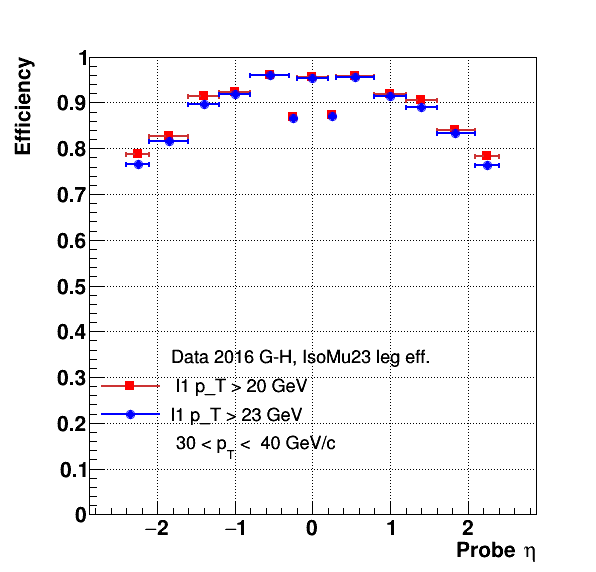 Efficiency
1
0.9
0.8
0.7
0.6
0.5
0.4
0.3
0.2
0.1
0
Data 2016 G-H, IsoMu23 leg eff.
l1 p_T > 20 GeV
l1 p_T > 23 GeV
30 < p_T < 40 GeV/c
−2 −1 0 1 2
Probe η